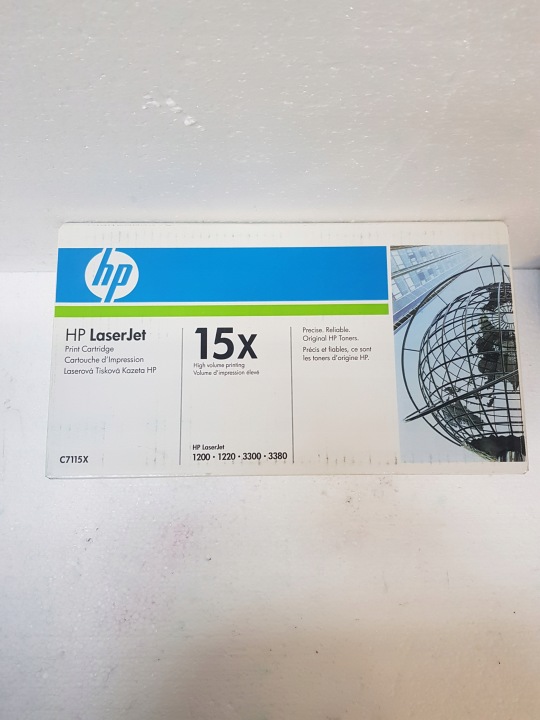 hp
HP LaserJet
Print Cartridge
Cartouche d'Impression
Laserová Tisková Kazeta HP
C7115X
15X
High volume printing
Volume d'impression élevé
HP LaserJet
1200 • 1220 • 3300 • 3380
Precise. Reliable.
Original HP Toners.
Précis et fiables, ce sont
les toners d'origine HP.